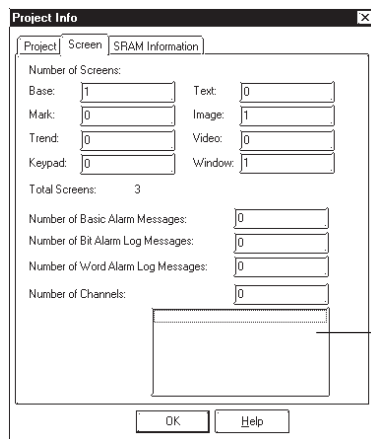 Project Info
Project Screen SRAM Information
Number of Screens:
Base: 1 Text: 0
Mark: 0 Image: 1
Trend: 0 Video: 0
Keypad: 0 Window: 1
Total Screens: 3
Number of Basic Alarm Messages: 0
Number of Bit Alarm Log Messages: 0
Number of Word Alarm Log Messages: 0
Number of Channels: 0
OK Help